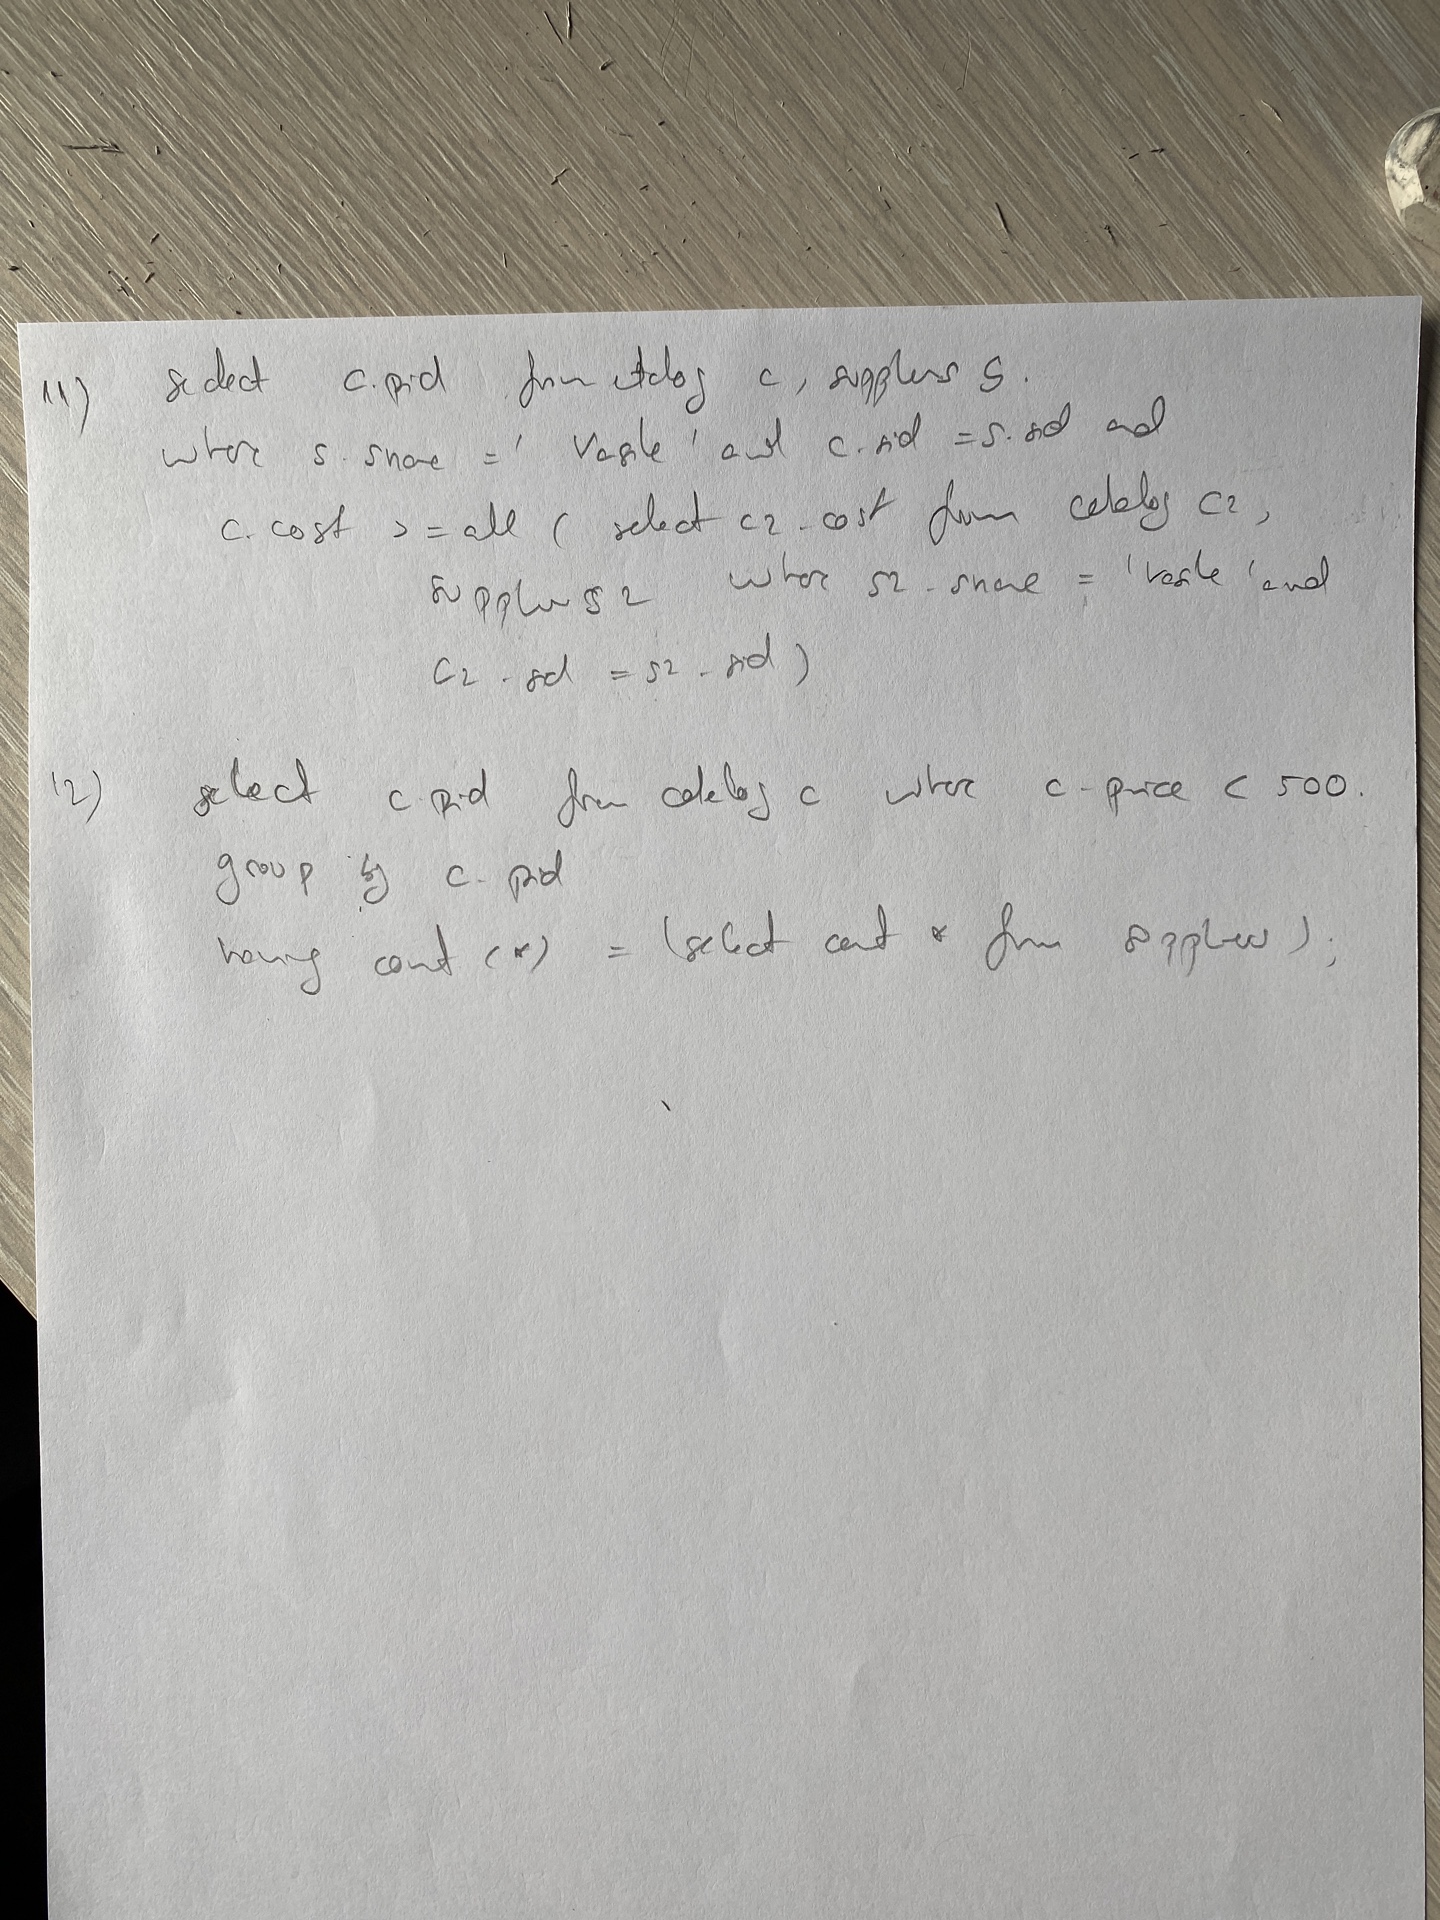 11) select c.pid from catalog c, suppliers S.
where s.sname = 'Vasile' and c.sid = s.sid and
c.cost >= all ( select c2.cost from catalog c2,
suppliers s2 where s2.sname = 'Vasile' and
c2.sid = s2.sid )
12) select c.pid from catalog c where c.price < 500.
group by c.pid
having count (*) = (select count * from suppliers);